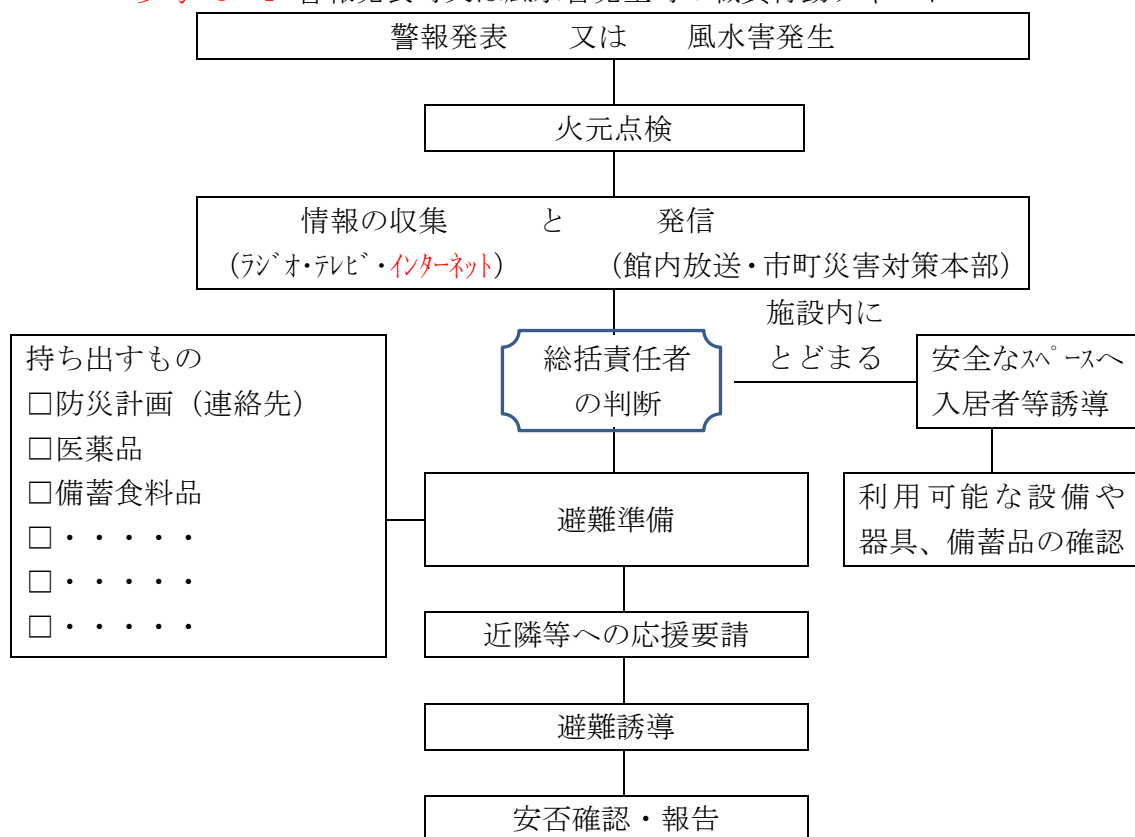 警報発表　　又は　　風水害発生
火元点検
情報の収集　　　と　　　発信
（ﾗｼﾞｵ・ﾃﾚﾋﾞ・ｲﾝﾀｰﾈｯﾄ）　　　（館内放送・市町災害対策本部）
施設内に
とどまる
総括責任者
の判断
安全なｽﾍﾟｰｽへ
入居者等誘導
利用可能な設備や
器具、備蓄品の確認
持ち出すもの
□防災計画（連絡先）
□医薬品
□備蓄食料品
□・・・・・
□・・・・・
□・・・・・
避難準備
近隣等への応援要請
避難誘導
安否確認・報告